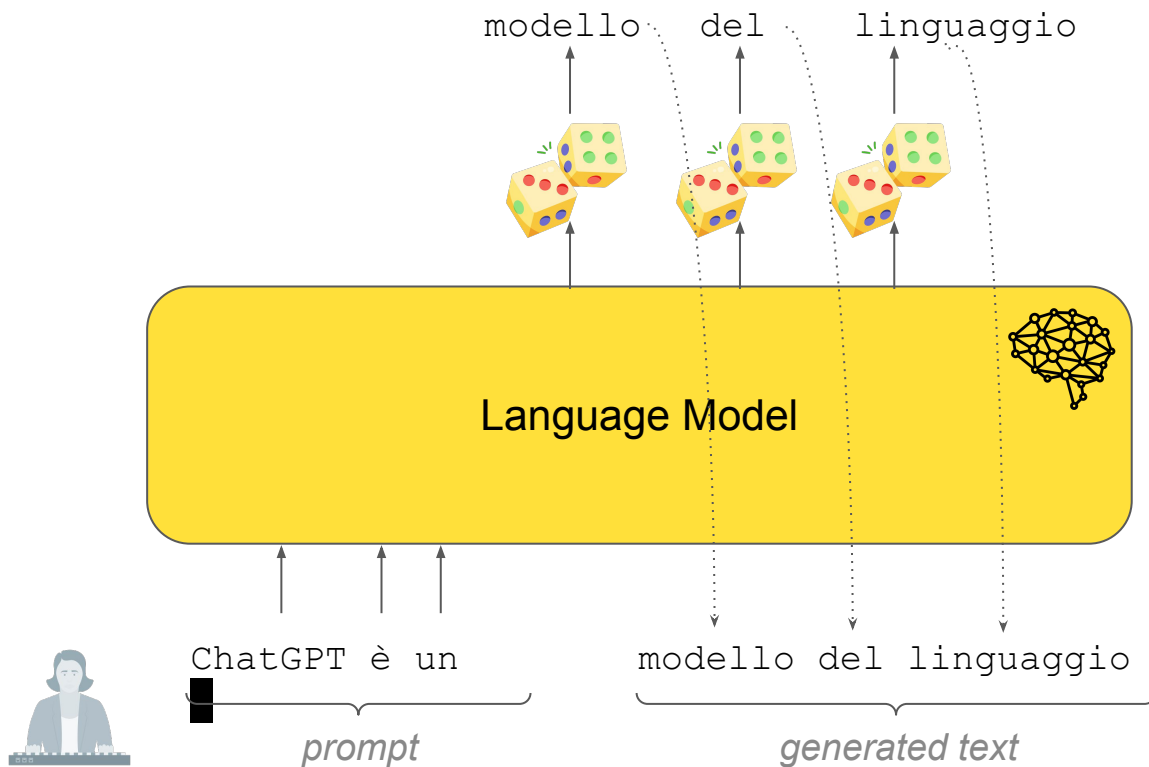 modello del linguaggio
Language Model
ChatGPT è un modello del linguaggio
prompt generated text